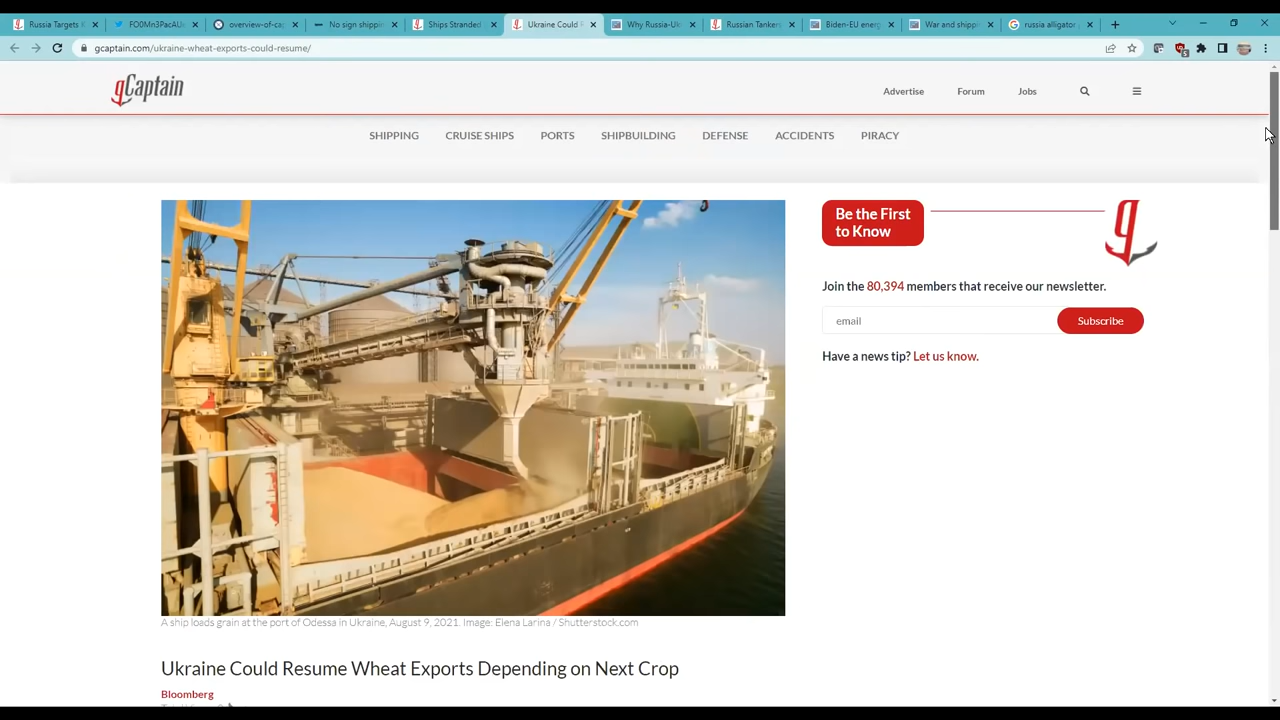 Russia Targets K
FO0Mn3PacAU
overview-of-ca
No sign shippin
Ships Stranded
Ukraine Could R
Why Russia-Uk
Russian Tankers
Biden-EU energ
War and shippi
russia alligator
gcaptain.com/ukraine-wheat-exports-could-resume/
gCaptain
Advertise Forum Jobs
SHIPPING CRUISE SHIPS PORTS SHIPBUILDING DEFENSE ACCIDENTS PIRACY
Be the First
to Know
g
Join the 80,394 members that receive our newsletter.
email Subscribe
Have a news tip? Let us know.
A ship loads grain at the port of Odessa in Ukraine, August 9, 2021. Image: Elena Larina / Shutterstock.com
Ukraine Could Resume Wheat Exports Depending on Next Crop
Bloomberg